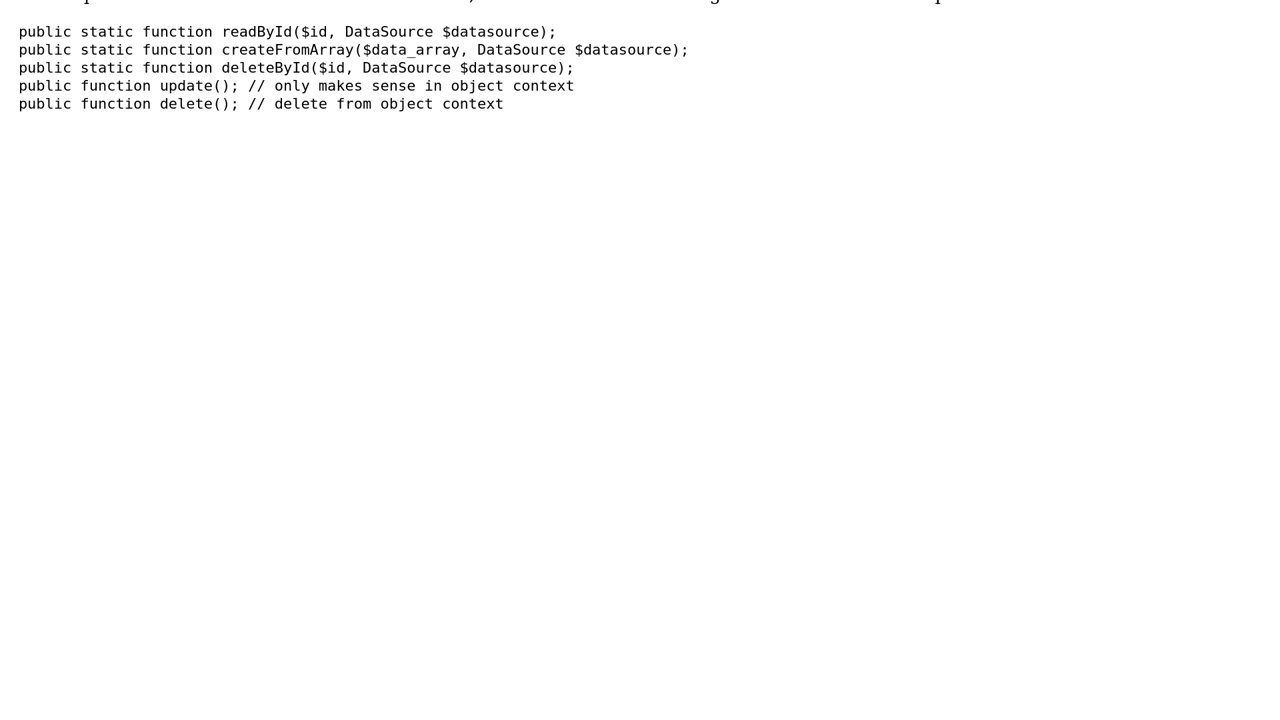 public static function readById($id, DataSource $datasource);
public static function createFromArray($data_array, DataSource $datasource);
public static function deleteById($id, DataSource $datasource);
public function update(); // only makes sense in object context
public function delete(); // delete from object context